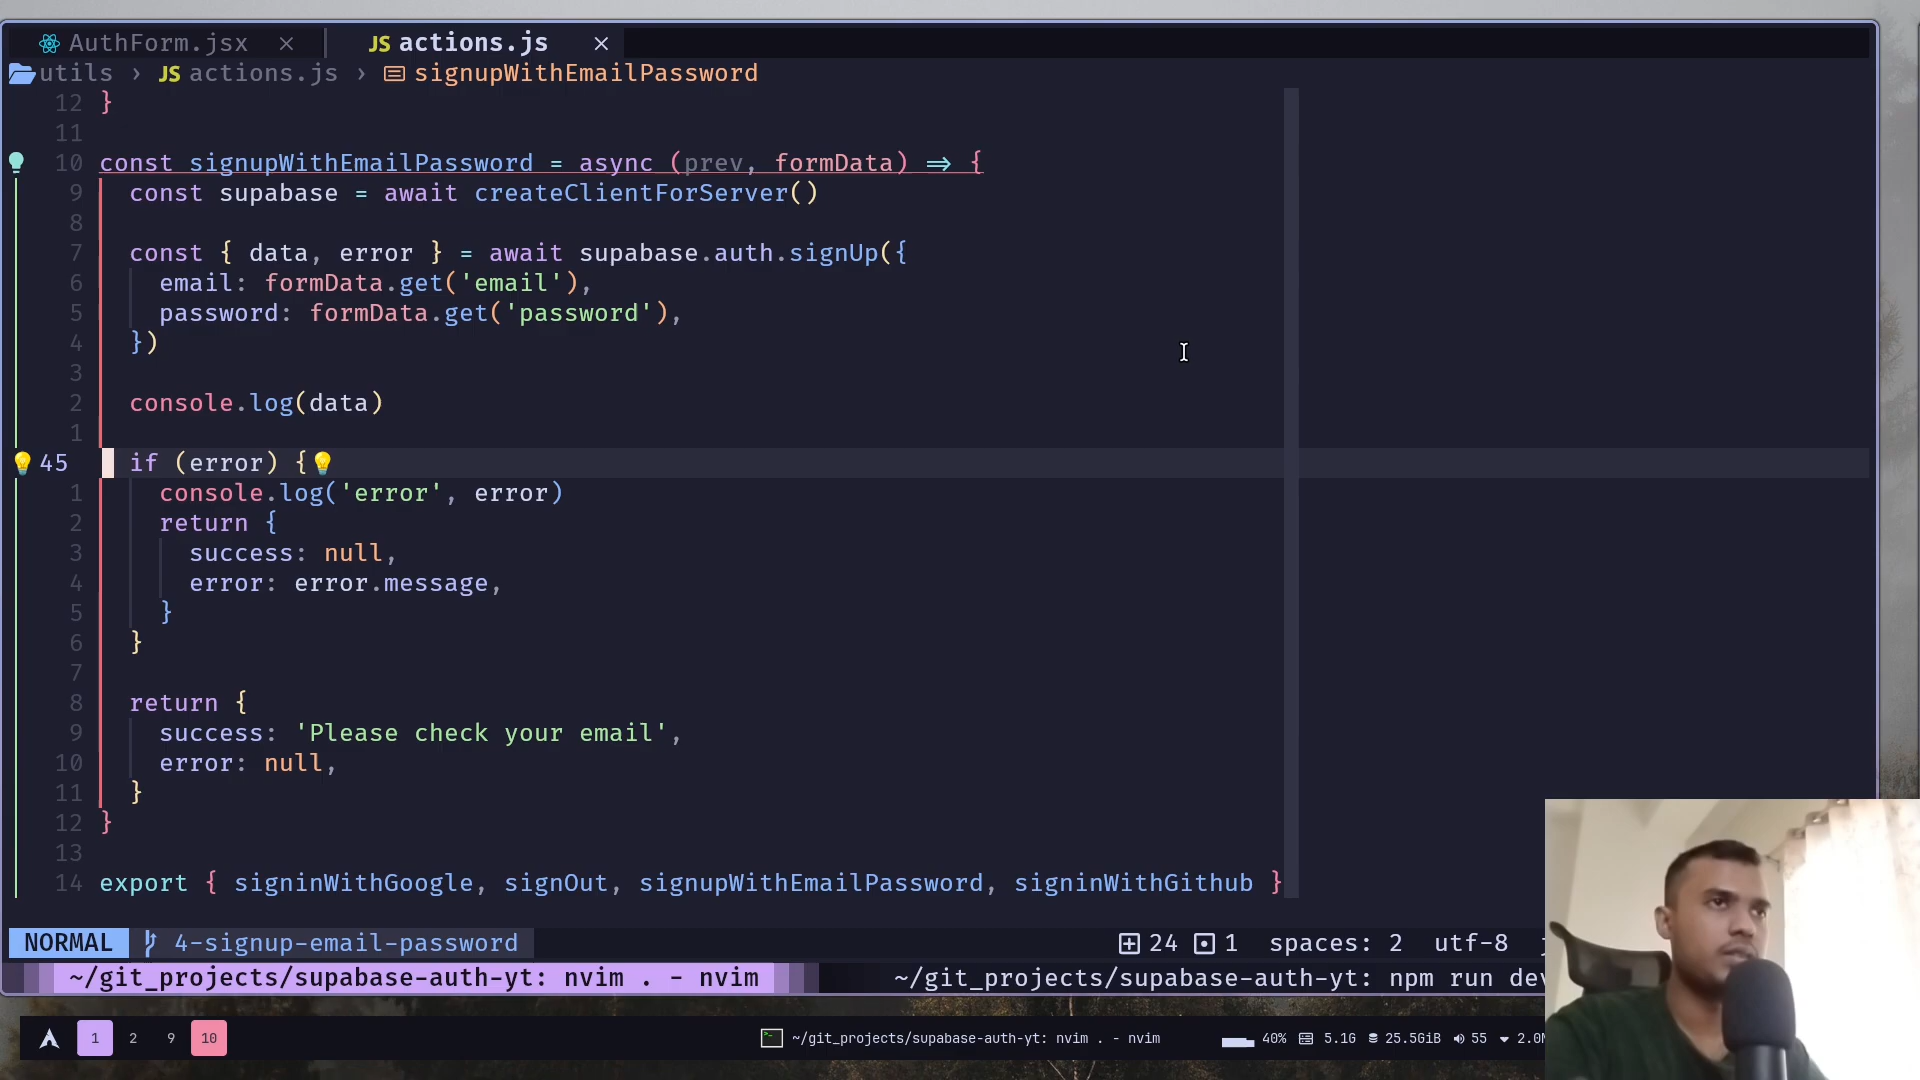 AuthForm.jsx
JS actions.js
utils › JS actions.js › signupWithEmailPassword
12 }
11
10 const signupWithEmailPassword = async (prev, formData) => {
9 const supabase = await createClientForServer()
8
7 const { data, error } = await supabase.auth.signUp({
6 email: formData.get('email'),
5 password: formData.get('password'),
4 })
3
2 console.log(data)
1
45 if (error) {
1 console.log('error', error)
2 return {
3 success: null,
4 error: error.message,
5 }
6 }
7
8 return {
9 success: 'Please check your email',
10 error: null,
11 }
12 }
13
14 export { signinWithGoogle, signOut, signupWithEmailPassword, signinWithGithub }
NORMAL 4-signup-email-password 24 1 spaces: 2 utf-8
~/git_projects/supabase-auth-yt: nvim . - nvim ~/git_projects/supabase-auth-yt: npm run dev
1 2 9 10 ~/git_projects/supabase-auth-yt: nvim . - nvim 40% 5.1G 25.5GiB 55